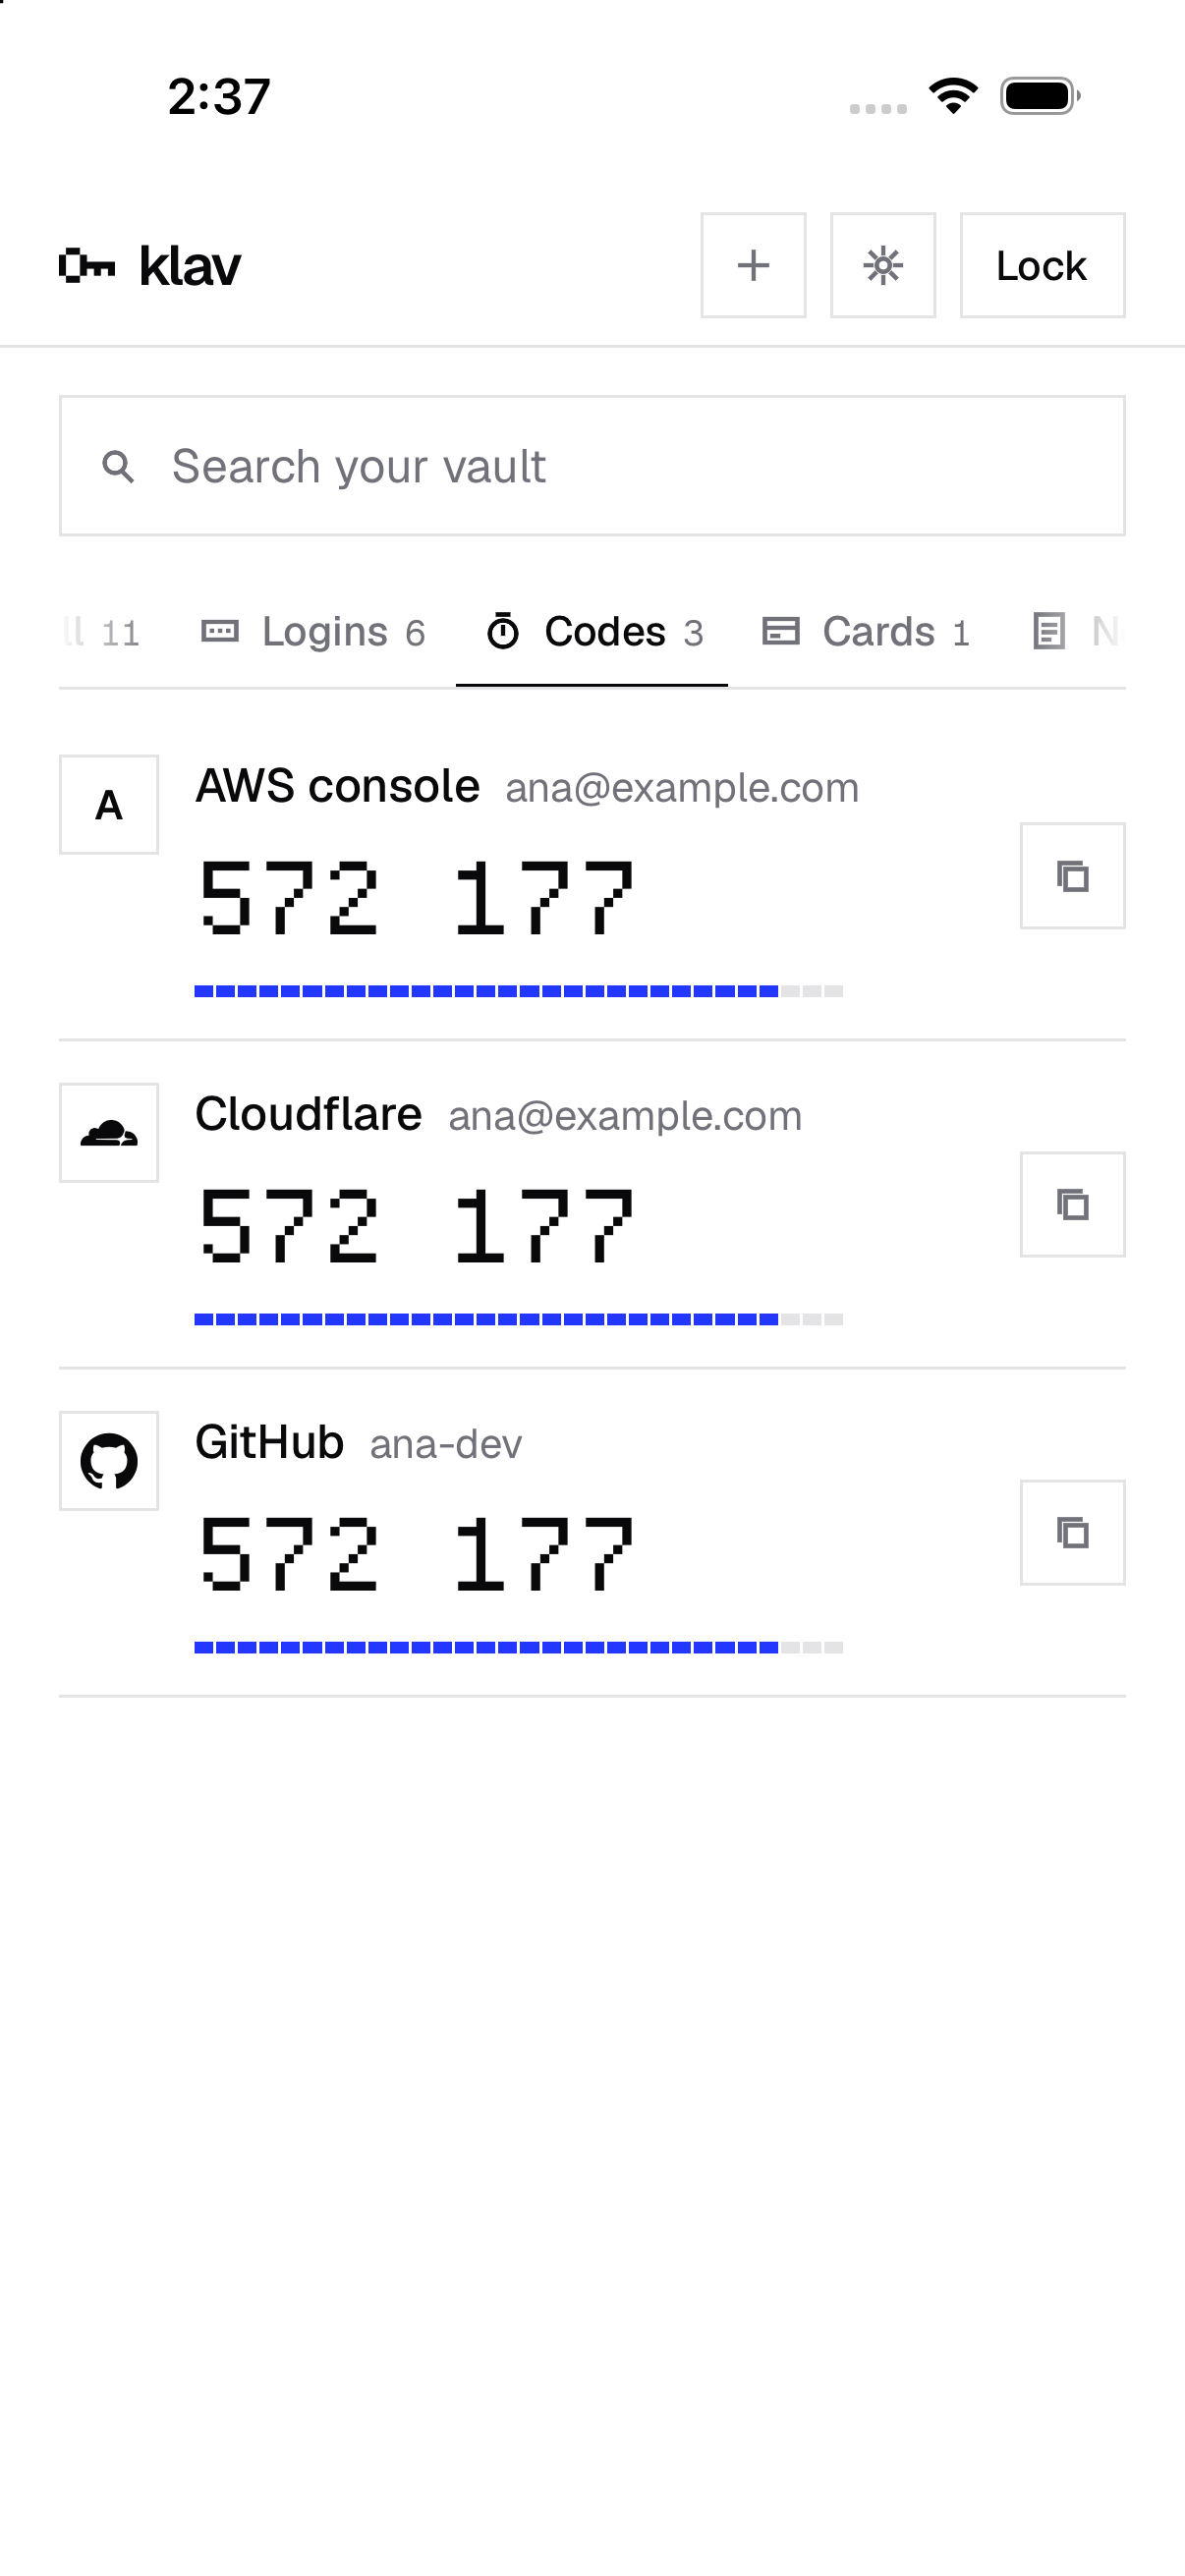 2:37
klav
Lock
Search your vault
ll 11 Logins 6 Codes 3 Cards 1
A AWS console ana@example.com
572 177
Cloudflare ana@example.com
572 177
GitHub ana-dev
572 177